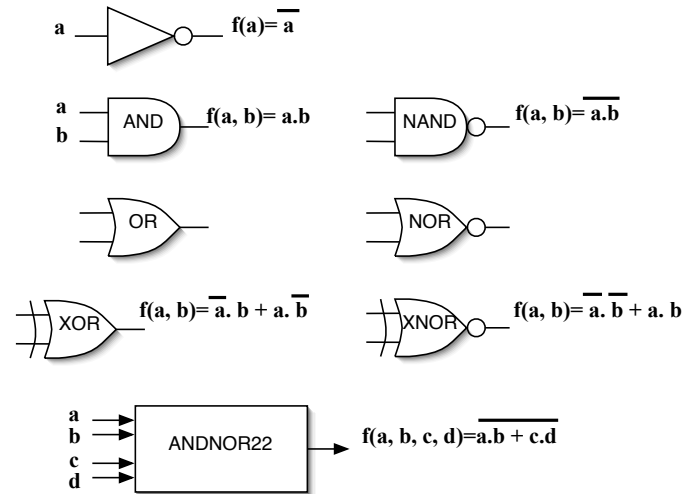 a f(a)= a̅
a
AND f(a, b)= a.b
b
NAND f(a, b)= a̅.̅b̅
OR
NOR
XOR f(a, b)= a̅. b + a. b̅
XNOR f(a, b)= a̅. b̅ + a. b
a
b
ANDNOR22 f(a, b, c, d)= a̅.̅b̅ ̅+̅ ̅c̅.̅d̅
c
d